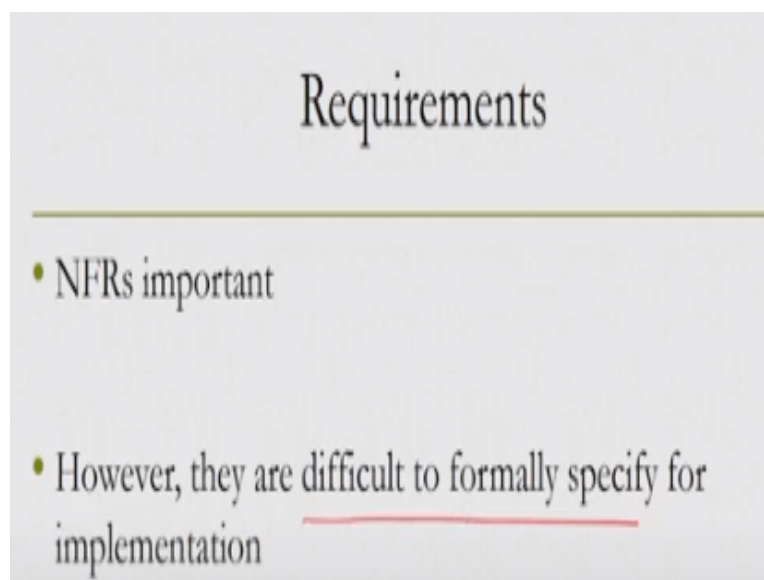 Requirements
• NFRs important
• However, they are difficult to formally specify for
implementation